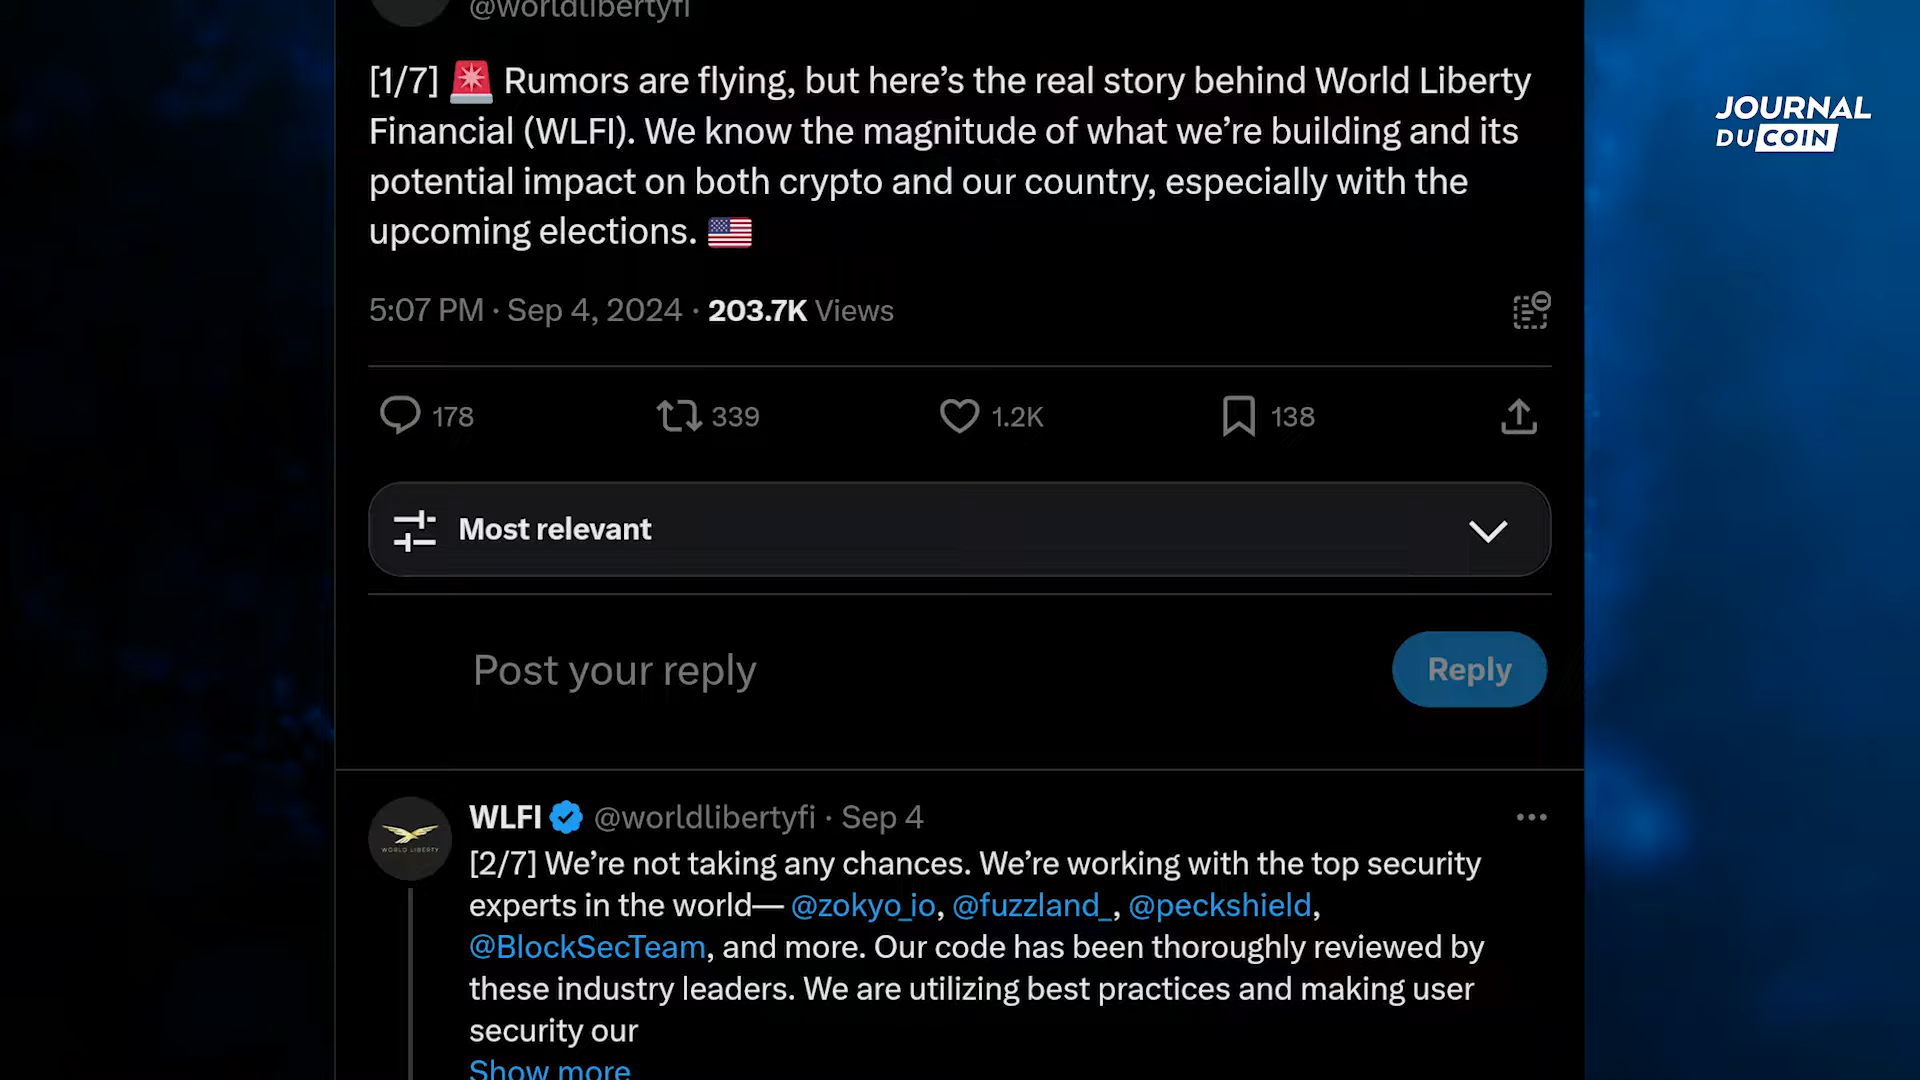 @worldlibertyfi
[1/7] 🚨 Rumors are flying, but here’s the real story behind World Liberty
Financial (WLFI). We know the magnitude of what we’re building and its
potential impact on both crypto and our country, especially with the
upcoming elections. 🇺🇸
JOURNAL
DU COIN
5:07 PM · Sep 4, 2024 · 203.7K Views
178 339 1.2K 138
Most relevant
Post your reply
Reply
WLFI @worldlibertyfi · Sep 4
WORLD LIBERTY
[2/7] We’re not taking any chances. We’re working with the top security
experts in the world— @zokyo_io, @fuzzland_, @peckshield,
@BlockSecTeam, and more. Our code has been thoroughly reviewed by
these industry leaders. We are utilizing best practices and making user
security our
Show more